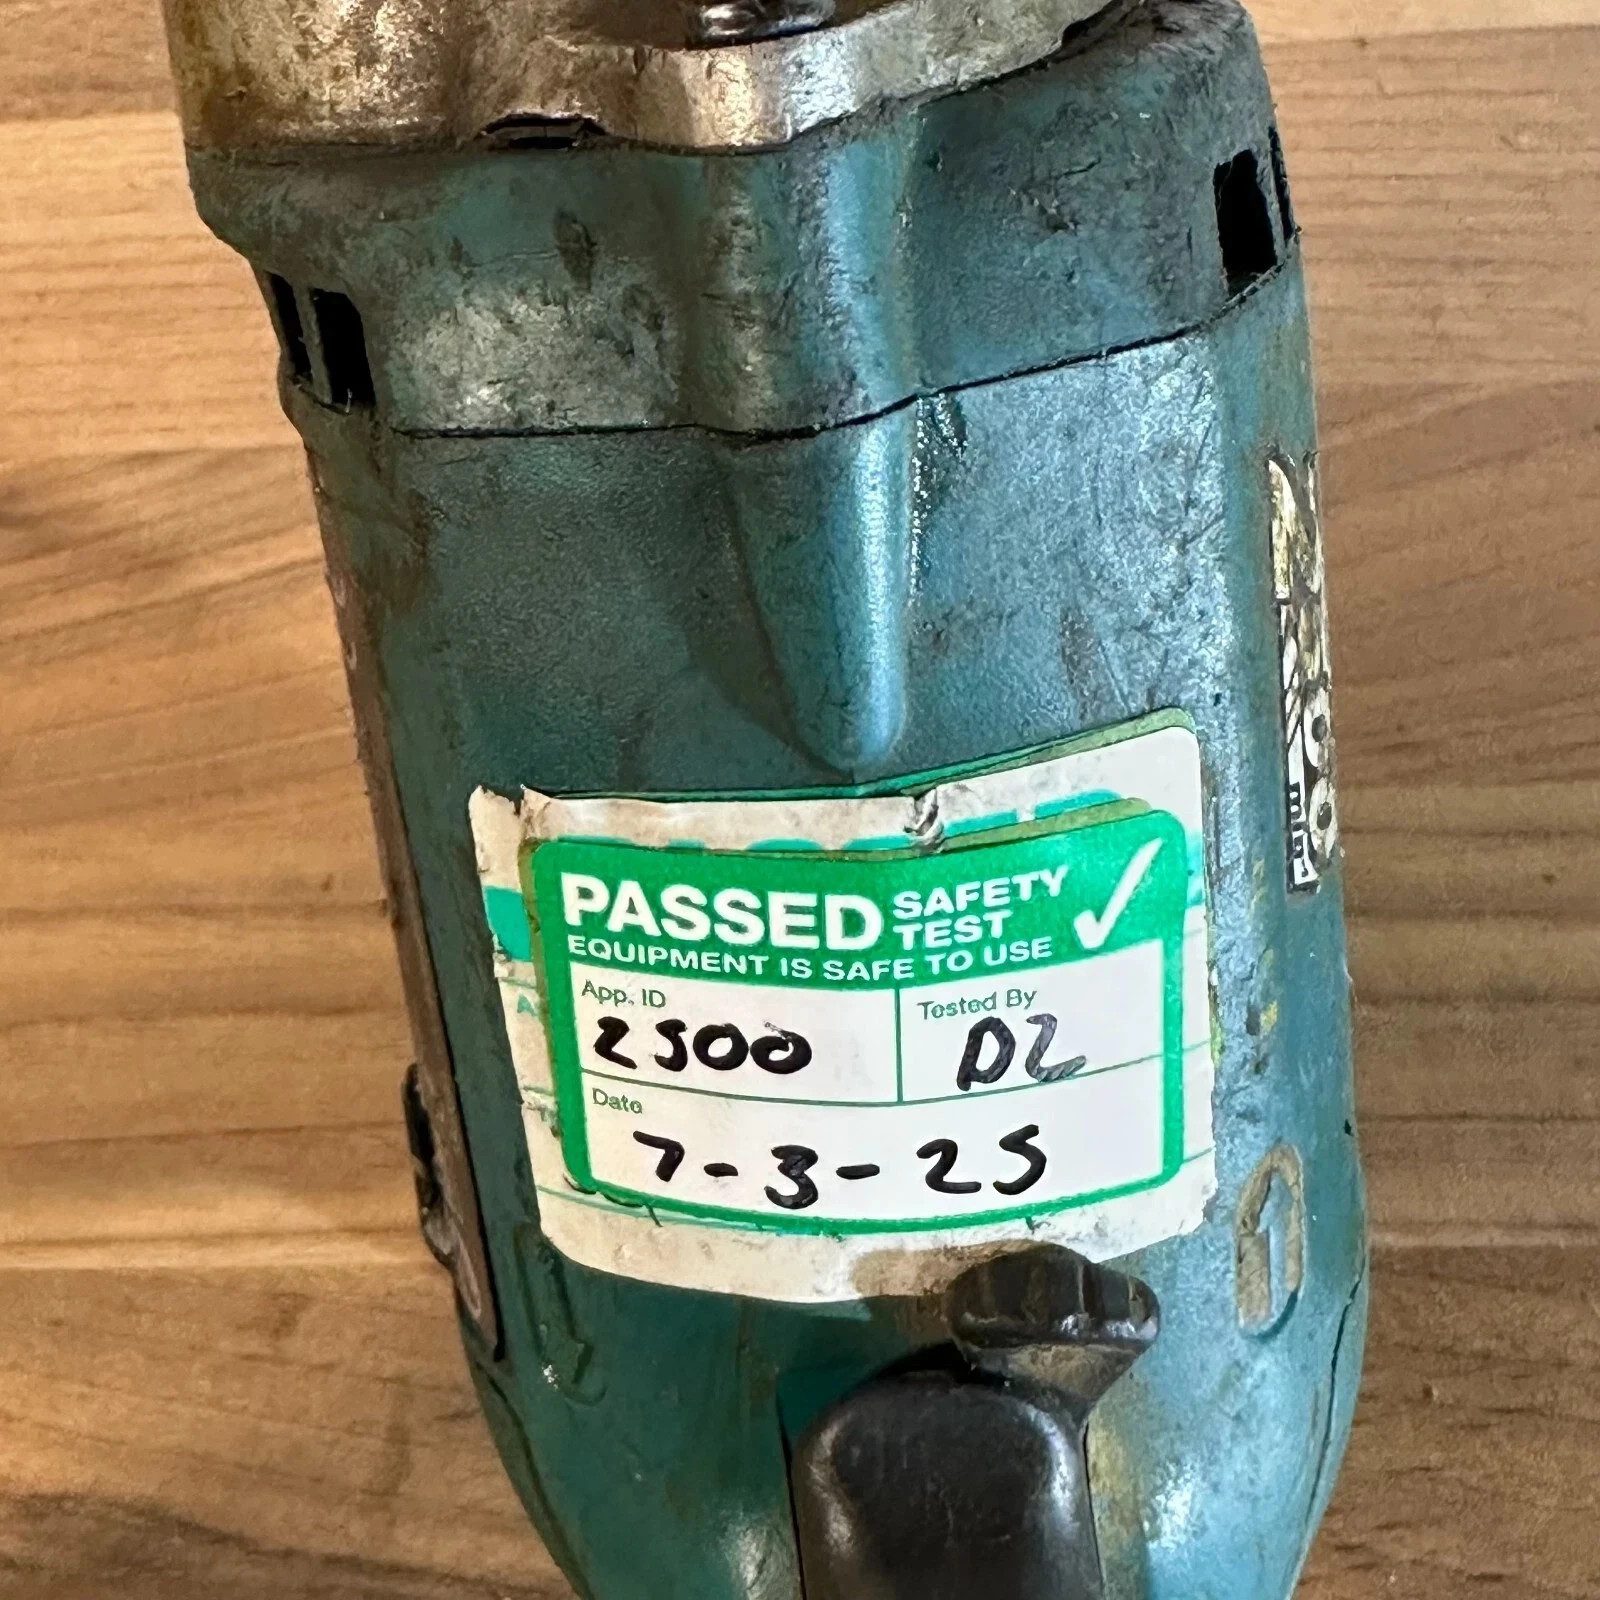 PASSED SAFETY TEST ✓
EQUIPMENT IS SAFE TO USE
App. ID
2500
Tested By
DZ
Date
7-3-25